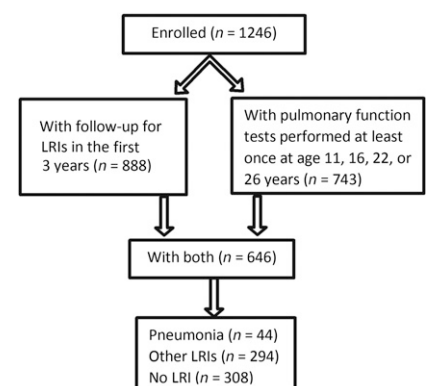 Enrolled (n = 1246)
With follow-up for
LRIs in the first
3 years (n = 888)
With pulmonary function
tests performed at least
once at age 11, 16, 22, or
26 years (n = 743)
With both (n = 646)
Pneumonia (n = 44)
Other LRIs (n = 294)
No LRI (n = 308)